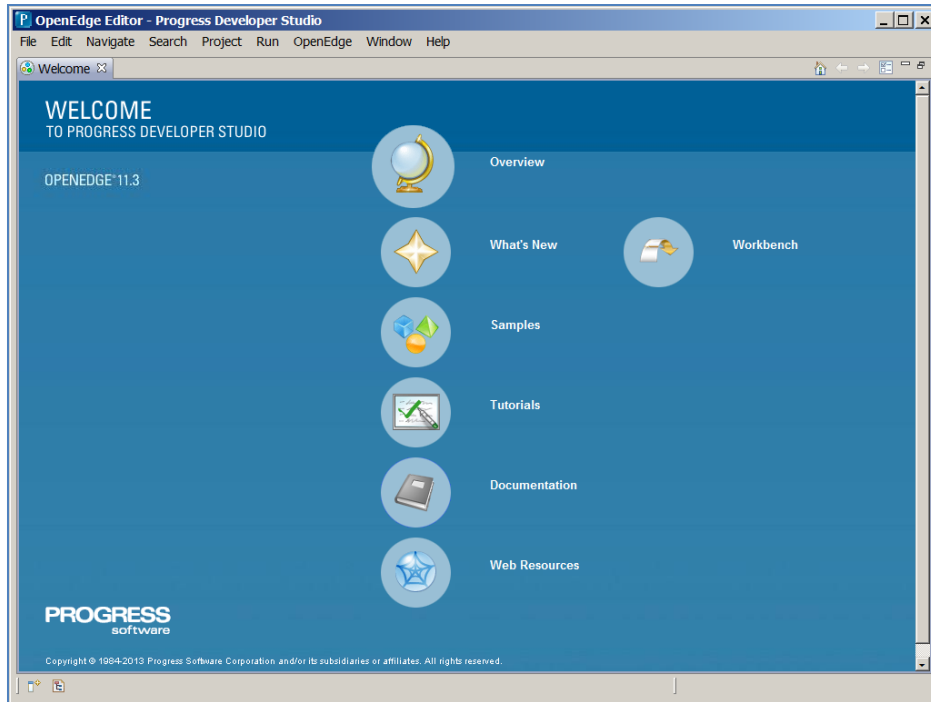 OpenEdge Editor - Progress Developer Studio
File Edit Navigate Search Project Run OpenEdge Window Help
Welcome
WELCOME
TO PROGRESS DEVELOPER STUDIO
OPENEDGE® 11.3
Overview
What's New
Workbench
Samples
Tutorials
Documentation
Web Resources
PROGRESS
software
Copyright © 1984-2013 Progress Software Corporation and/or its subsidiaries or affiliates. All rights reserved.